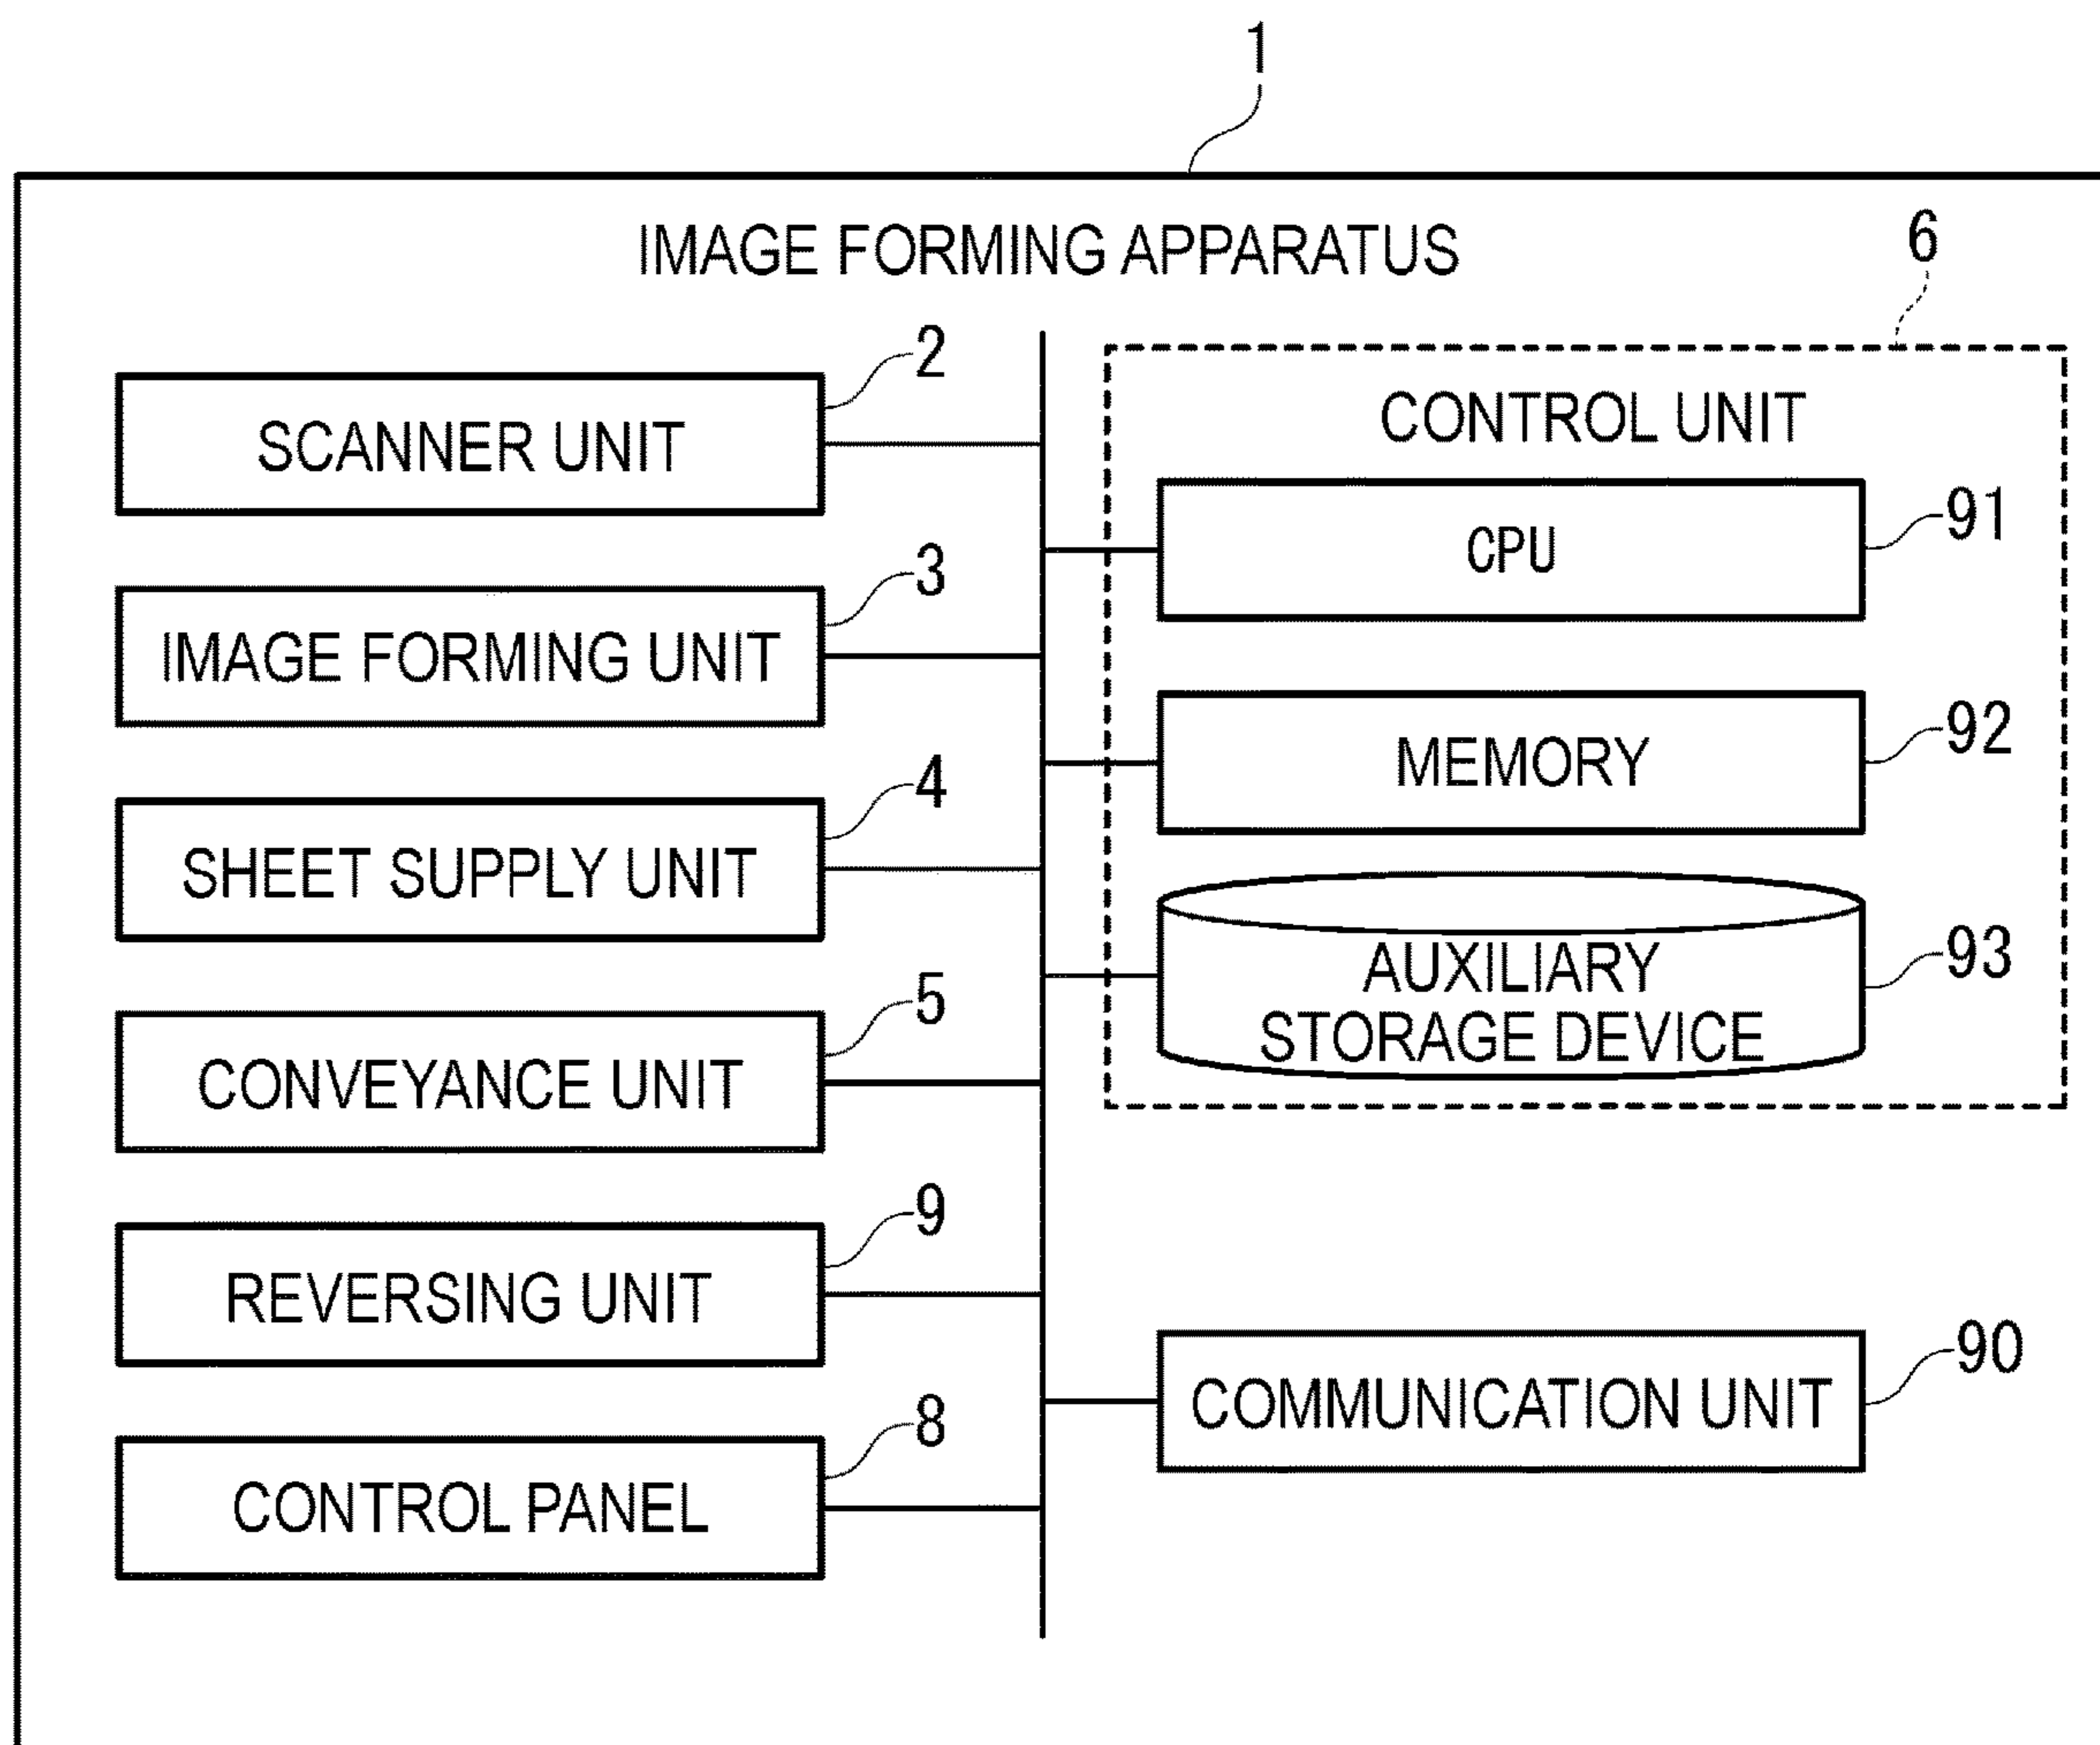 1
IMAGE FORMING APPARATUS
6
2
SCANNER UNIT
3
IMAGE FORMING UNIT
4
SHEET SUPPLY UNIT
5
CONVEYANCE UNIT
9
REVERSING UNIT
8
CONTROL PANEL
CONTROL UNIT
91
CPU
92
MEMORY
93
AUXILIARY
STORAGE DEVICE
90
COMMUNICATION UNIT